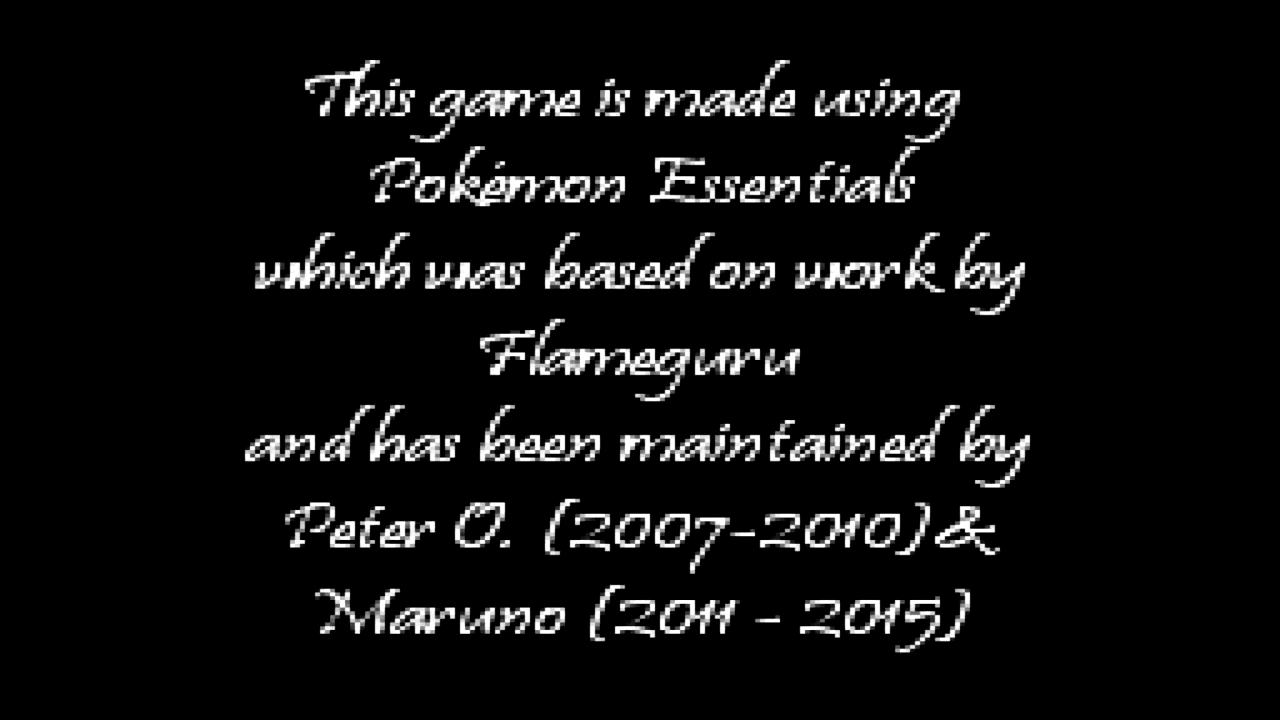 This game is made using
Pokémon Essentials
which was based on work by
Flameguru
and has been maintained by
Peter O. (2007-2010) &
Maruno (2011 - 2015)